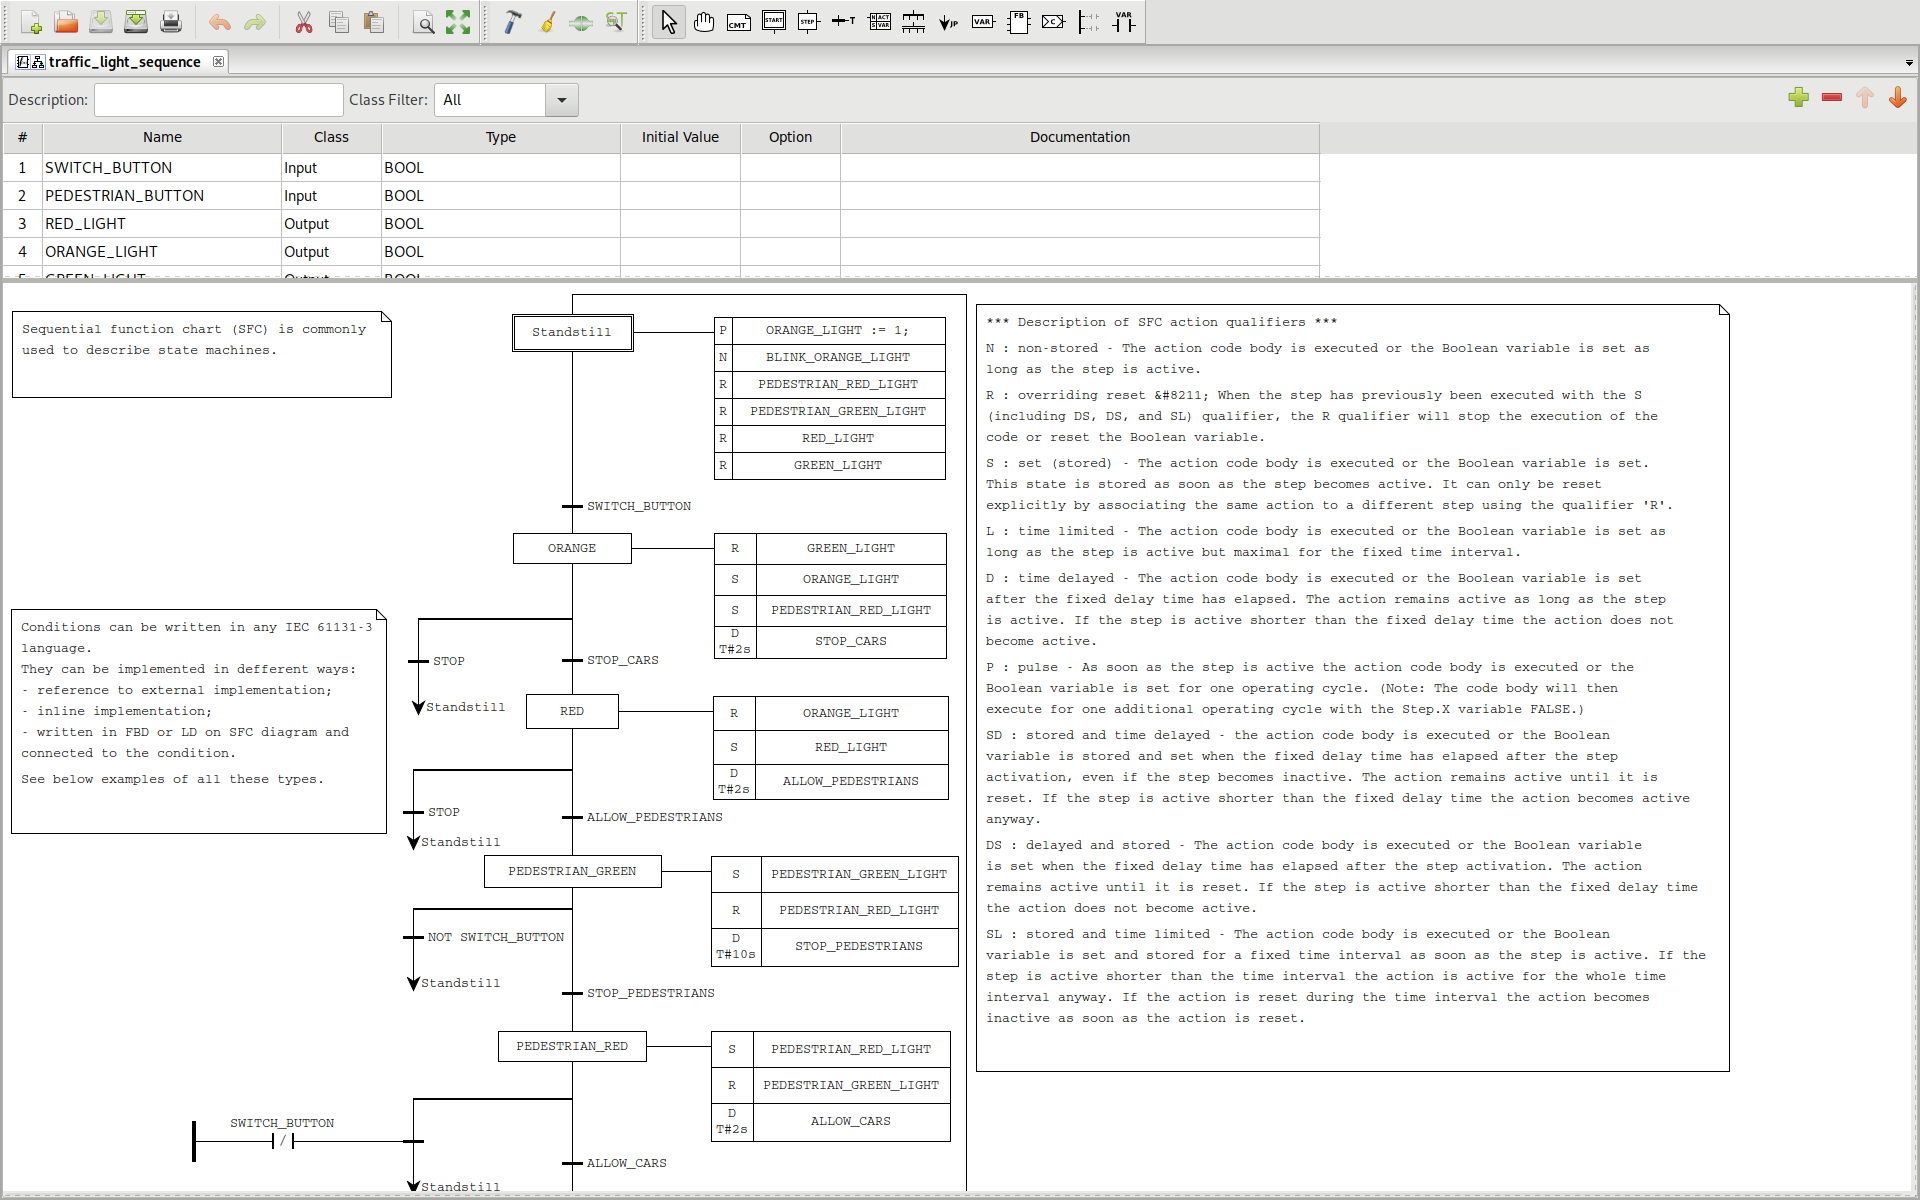 CMT START STEP T N ACT S VAR JP VAR FB C VAR
traffic_light_sequence
Description: Class Filter: All
# Name Class Type Initial Value Option Documentation
1 SWITCH_BUTTON Input BOOL
2 PEDESTRIAN_BUTTON Input BOOL
3 RED_LIGHT Output BOOL
4 ORANGE_LIGHT Output BOOL
5 GREEN_LIGHT Output BOOL
Sequential function chart (SFC) is commonly
used to describe state machines.
Conditions can be written in any IEC 61131-3
language.
They can be implemented in defferent ways:
- reference to external implementation;
- inline implementation;
- written in FBD or LD on SFC diagram and
connected to the condition.
See below examples of all these types.
Standstill
P ORANGE_LIGHT := 1;
N BLINK_ORANGE_LIGHT
R PEDESTRIAN_RED_LIGHT
R PEDESTRIAN_GREEN_LIGHT
R RED_LIGHT
R GREEN_LIGHT
SWITCH_BUTTON
ORANGE
R GREEN_LIGHT
S ORANGE_LIGHT
S PEDESTRIAN_RED_LIGHT
D T#2s STOP_CARS
STOP
STOP_CARS
Standstill
RED
R ORANGE_LIGHT
S RED_LIGHT
D T#2s ALLOW_PEDESTRIANS
STOP
ALLOW_PEDESTRIANS
Standstill
PEDESTRIAN_GREEN
S PEDESTRIAN_GREEN_LIGHT
R PEDESTRIAN_RED_LIGHT
D T#10s STOP_PEDESTRIANS
NOT SWITCH_BUTTON
Standstill
STOP_PEDESTRIANS
PEDESTRIAN_RED
S PEDESTRIAN_RED_LIGHT
R PEDESTRIAN_GREEN_LIGHT
D T#2s ALLOW_CARS
SWITCH_BUTTON
/
ALLOW_CARS
Standstill
*** Description of SFC action qualifiers ***
N : non-stored - The action code body is executed or the Boolean variable is set as
long as the step is active.
R : overriding reset &#8211; When the step has previously been executed with the S
(including DS, DS, and SL) qualifier, the R qualifier will stop the execution of the
code or reset the Boolean variable.
S : set (stored) - The action code body is executed or the Boolean variable is set.
This state is stored as soon as the step becomes active. It can only be reset
explicitly by associating the same action to a different step using the qualifier 'R'.
L : time limited - The action code body is executed or the Boolean variable is set as
long as the step is active but maximal for the fixed time interval.
D : time delayed - The action code body is executed or the Boolean variable is set
after the fixed delay time has elapsed. The action remains active as long as the step
is active. If the step is active shorter than the fixed delay time the action does not
become active.
P : pulse - As soon as the step is active the action code body is executed or the
Boolean variable is set for one operating cycle. (Note: The code body will then
execute for one additional operating cycle with the Step.X variable FALSE.)
SD : stored and time delayed - the action code body is executed or the Boolean
variable is stored and set when the fixed delay time has elapsed after the step
activation, even if the step becomes inactive. The action remains active until it is
reset. If the step is active shorter than the fixed delay time the action becomes active
anyway.
DS : delayed and stored - The action code body is executed or the Boolean variable
is set when the fixed delay time has elapsed after the step activation. The action
remains active until it is reset. If the step is active shorter than the fixed delay time
the action does not become active.
SL : stored and time limited - The action code body is executed or the Boolean
variable is set and stored for a fixed time interval as soon as the step is active. If the
step is active shorter than the time interval the action is active for the whole time
interval anyway. If the action is reset during the time interval the action becomes
inactive as soon as the action is reset.